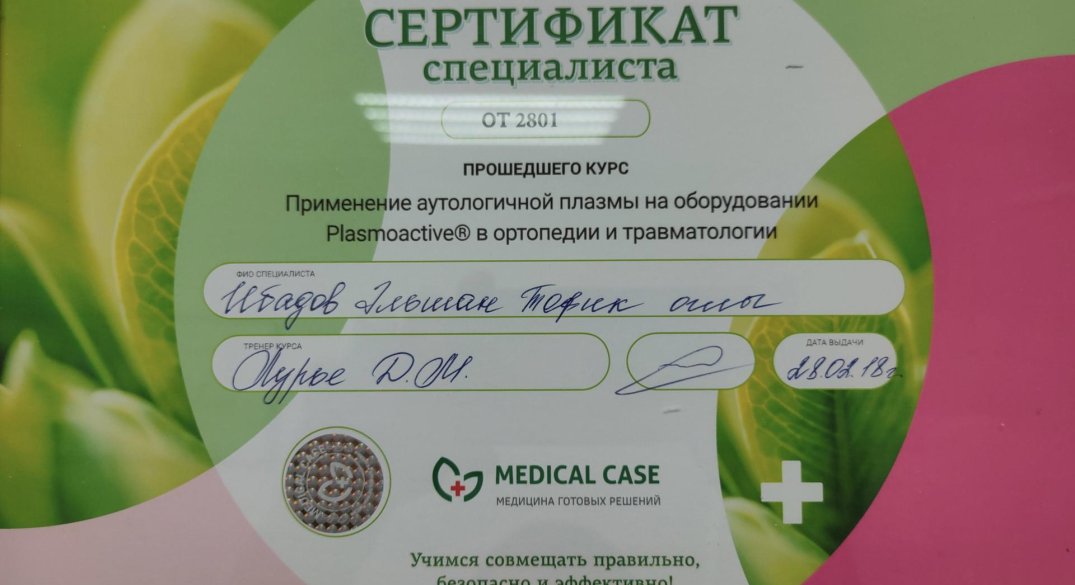 СЕРТИФИКАТ
специалиста
ОТ 2801
ПРОШЕДШЕГО КУРС
Применение аутологичной плазмы на оборудовании
Plasmoactive® в ортопедии и травматологии
ФИО СПЕЦИАЛИСТА
Ибадов Эльшан Тофик оглы
ТРЕНЕР КУРСА
Лурье Д.М.
ДАТА ВЫДАЧИ
28.02.18г.
MEDICAL CASE
МЕДИЦИНА ГОТОВЫХ РЕШЕНИЙ
Учимся совмещать правильно,
безопасно и эффективно!